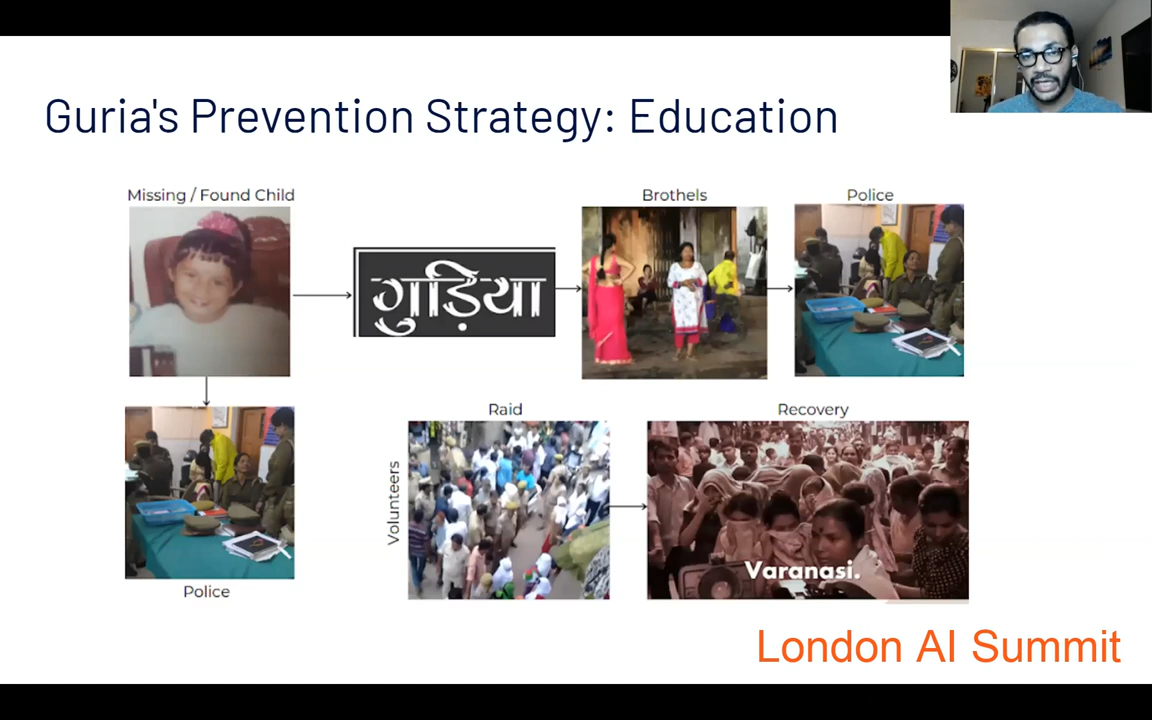 Guria's Prevention Strategy: Education
Missing / Found Child
Brothels
Police
गुड़िया
Raid
Recovery
Volunteers
Varanasi.
Police
London AI Summit